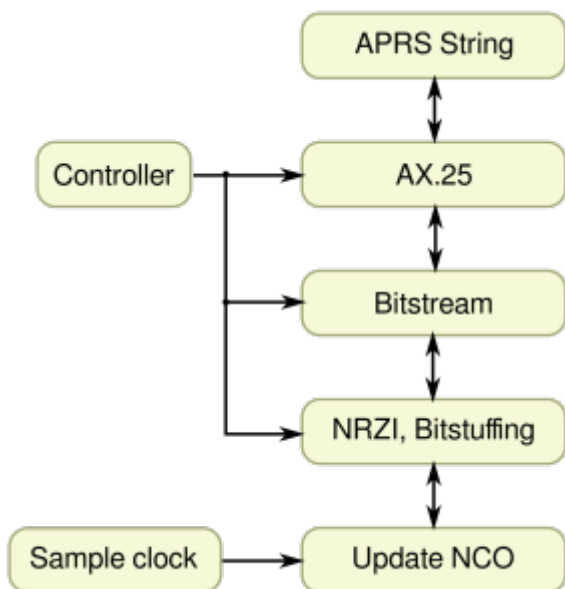 APRS String
Controller
AX.25
Bitstream
NRZI, Bitstuffing
Sample clock
Update NCO